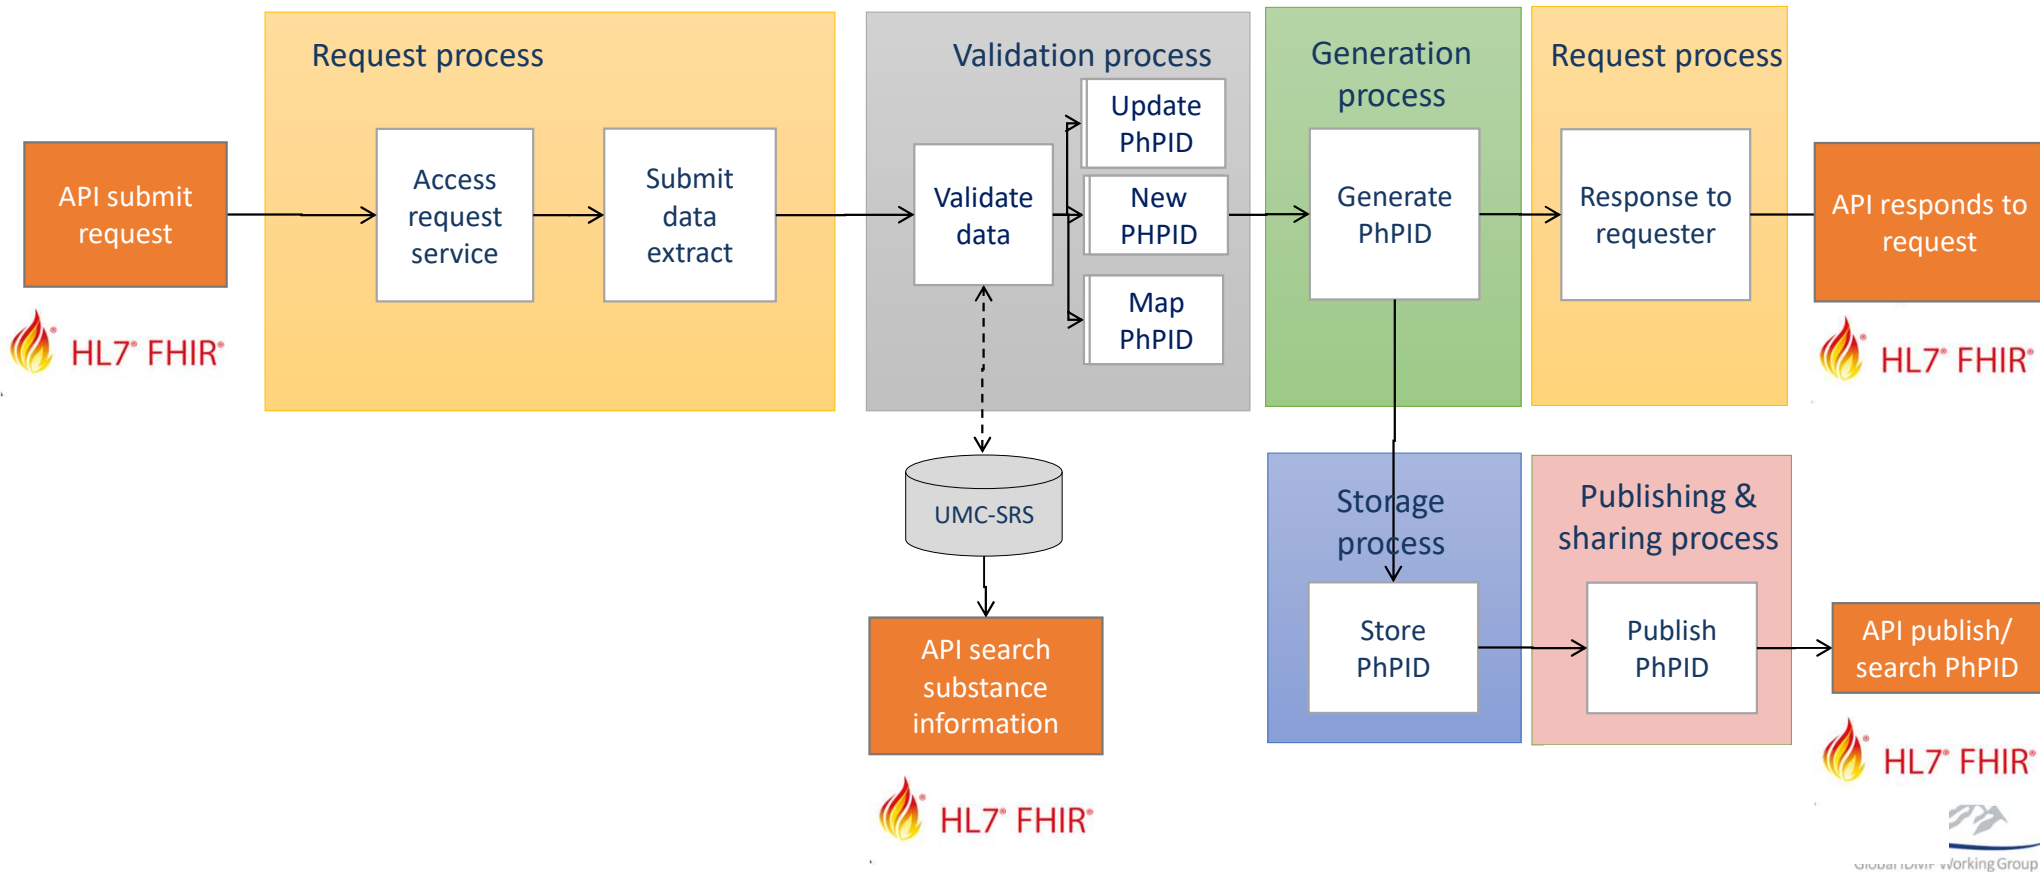 Request process
Validation process
Generation
process
Request process
API submit
request
Access
request
service
Submit
data
extract
Validate
data
Update
PhPID
New
PHPID
Map
PhPID
Generate
PhPID
Response to
requester
API responds to
request
HL7® FHIR®
HL7® FHIR®
UMC-SRS
Storage
process
Publishing &
sharing process
Store
PhPID
Publish
PhPID
API publish/
search PhPID
API search
substance
information
HL7® FHIR®
HL7® FHIR®
Global IDMP Working Group